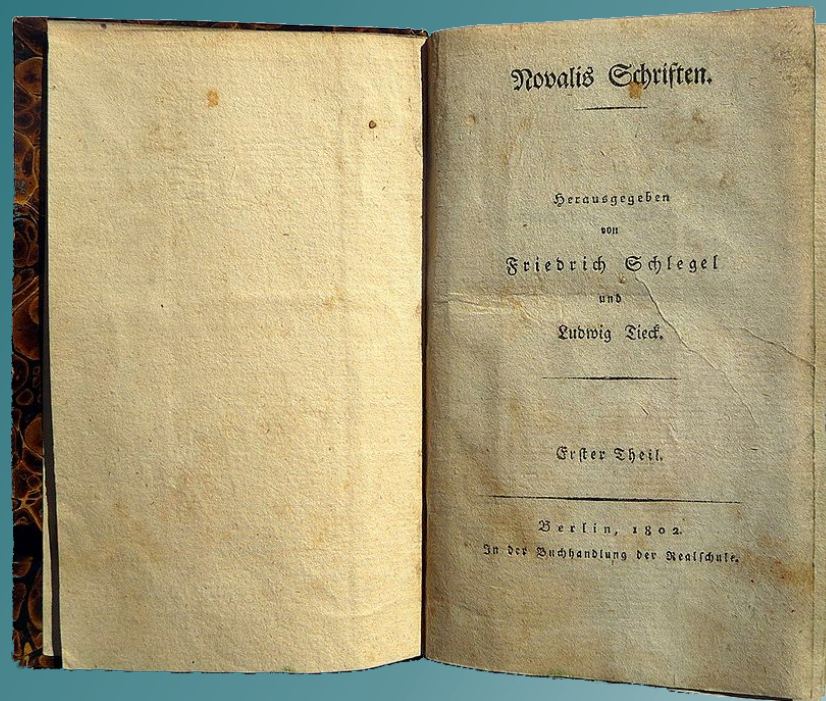 Novalis Schriften.
Herausgegeben
von
Friedrich Schlegel
und
Ludwig Tieck.
Erster Theil.
Berlin, 1802.
In der Buchhandlung der Realschule.